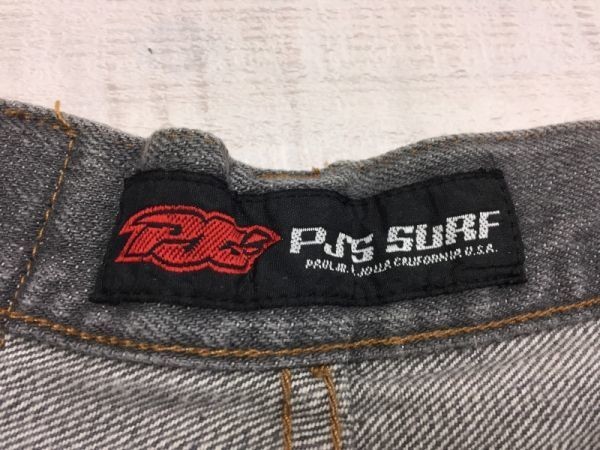 PJ's
PJ'S SURF
PAUL JR. LA JOLLA CALIFORNIA U.S.A.